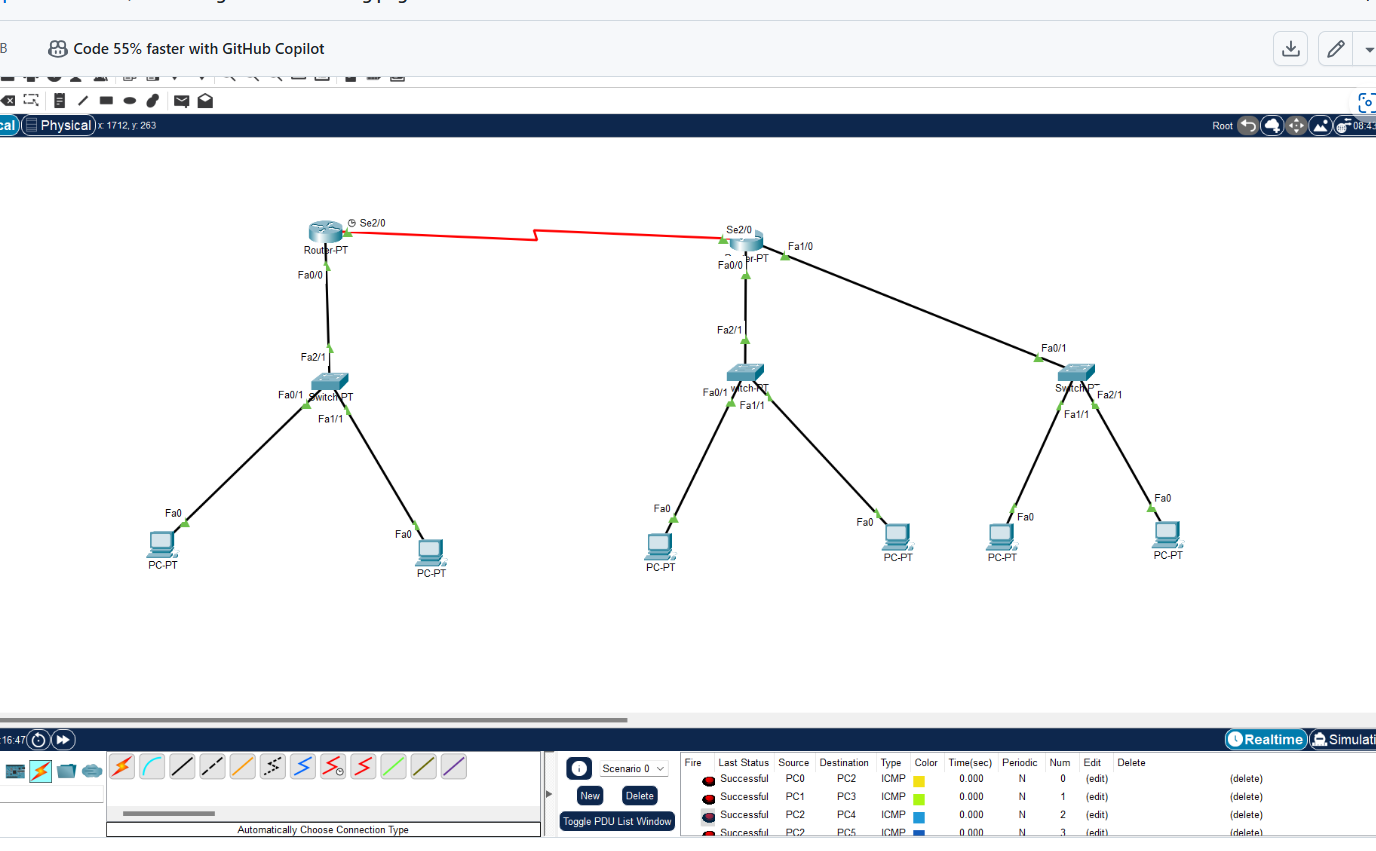 B Code 55% faster with GitHub Copilot
cal Physical x: 1712, y: 263 Root 08:4
Se2/0
Router-PT
Fa0/0
Se2/0
er-PT
Fa1/0
Fa0/0
Fa2/1
Fa2/1
Fa0/1
Fa0/1 Switch-PT
Fa1/1
Fa0/1 witch-PT
Fa1/1
Switch-PT
Fa2/1
Fa1/1
Fa0
Fa0
Fa0
Fa0
Fa0
Fa0
PC-PT
PC-PT
PC-PT
PC-PT
PC-PT
PC-PT
:16:47 Realtime Simulati
Automatically Choose Connection Type
Scenario 0
New Delete
Toggle PDU List Window
Fire Last Status Source Destination Type Color Time(sec) Periodic Num Edit Delete
Successful PC0 PC2 ICMP 0.000 N 0 (edit) (delete)
Successful PC1 PC3 ICMP 0.000 N 1 (edit) (delete)
Successful PC2 PC4 ICMP 0.000 N 2 (edit) (delete)
Successful PC2 PC5 ICMP 0.000 N 3 (edit) (delete)